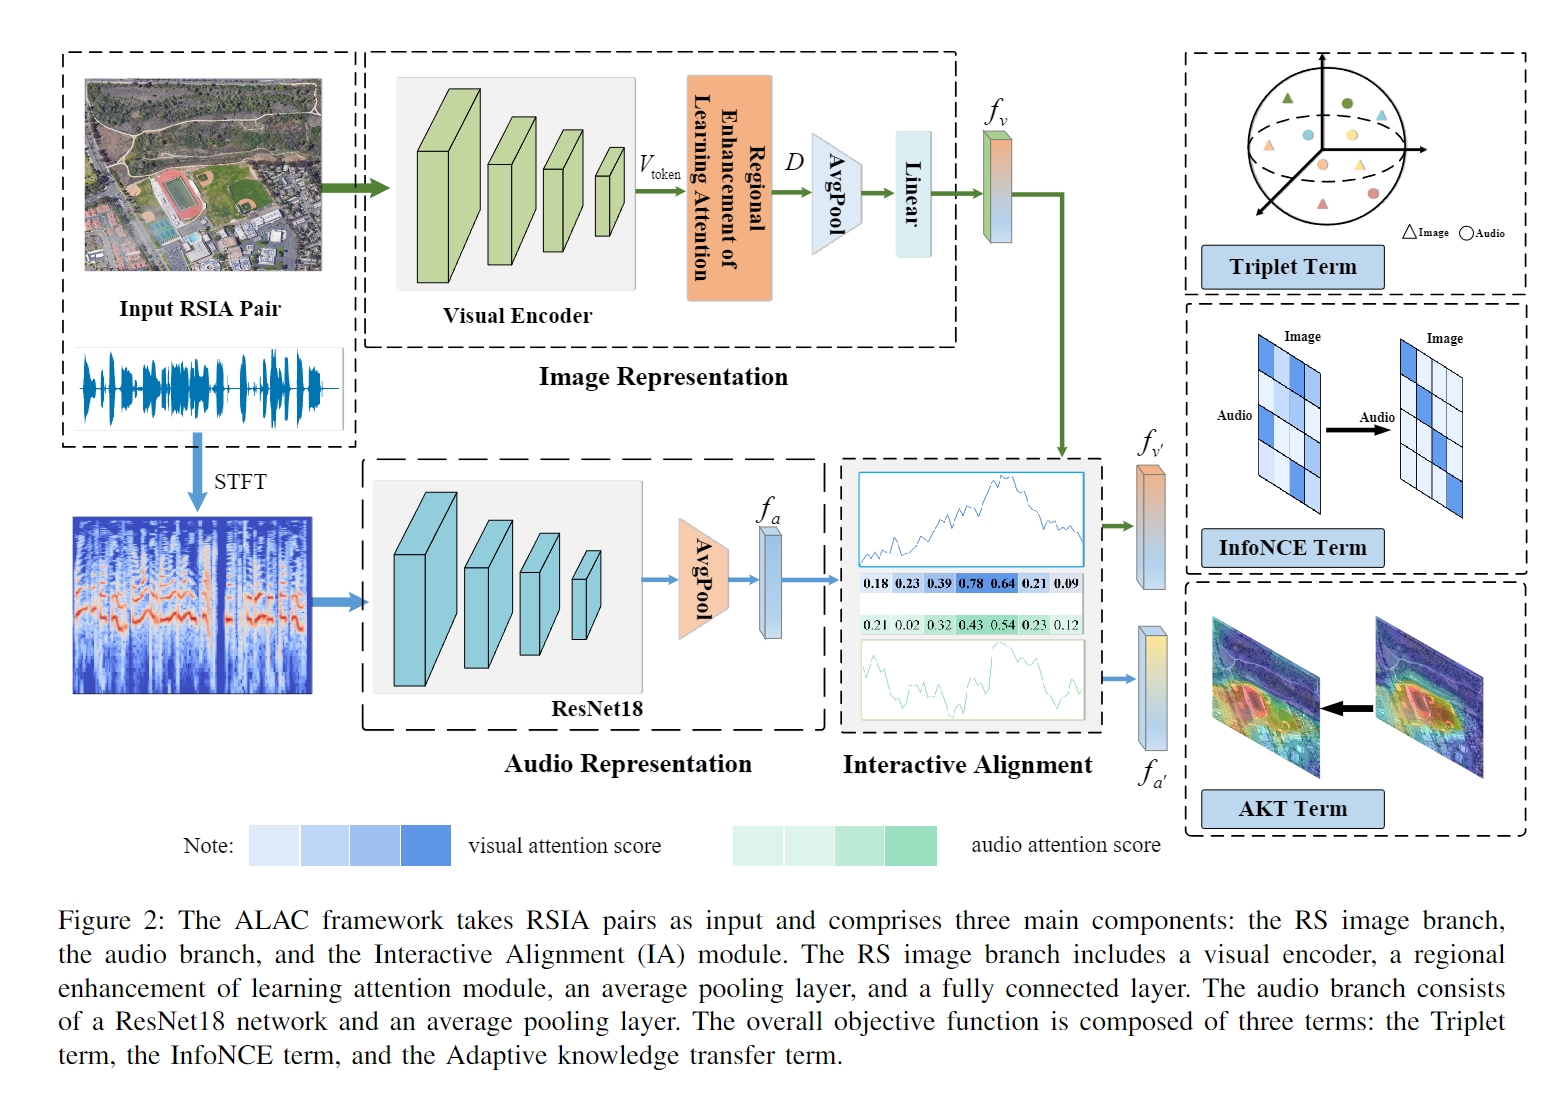 Input RSIA Pair
STFT
Visual Encoder
V_token
Regional
Enhancement of
Learning Attention
D
AvgPool
Linear
f_v
Image Representation
ResNet18
AvgPool
f_a
Audio Representation
0.18 0.23 0.39 0.78 0.64 0.21 0.09
0.21 0.02 0.32 0.43 0.54 0.23 0.12
Interactive Alignment
f_v'
f_a'
Image Audio
Triplet Term
Image
Audio
Image
Audio
InfoNCE Term
AKT Term
Note: visual attention score audio attention score
Figure 2: The ALAC framework takes RSIA pairs as input and comprises three main components: the RS image branch,
the audio branch, and the Interactive Alignment (IA) module. The RS image branch includes a visual encoder, a regional
enhancement of learning attention module, an average pooling layer, and a fully connected layer. The audio branch consists
of a ResNet18 network and an average pooling layer. The overall objective function is composed of three terms: the Triplet
term, the InfoNCE term, and the Adaptive knowledge transfer term.